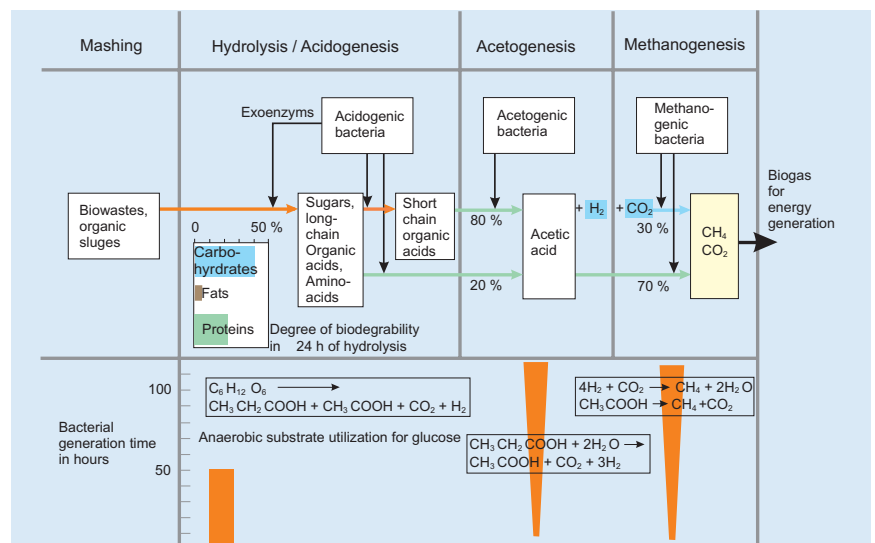 Mashing
Hydrolysis / Acidogenesis
Acetogenesis
Methanogenesis
Exoenzyms
Acidogenic
bacteria
Acetogenic
bacteria
Methano-
genic
bacteria
Biowastes,
organic
sluges
Sugars,
long-
chain
Organic
acids,
Amino-
acids
Short
chain
organic
acids
80 %
20 %
Acetic
acid
+ H₂ + CO₂
30 %
70 %
CH₄
CO₂
Biogas
for
energy
generation
0 50 %
Carbo-
hyrdrates
Fats
Proteins
Degree of biodegrability
in 24 h of hydrolysis
Bacterial
generation time
in hours
100
50
C₆ H₁₂ O₆ →
CH₃ CH₂ COOH + CH₃ COOH + CO₂ + H₂
Anaerobic substrate utilization for glucose
CH₃ CH₂ COOH + 2H₂ O →
CH₃ COOH + CO₂ + 3H₂
4H₂ + CO₂ → CH₄ + 2H₂ O
CH₃ COOH → CH₄ +CO₂